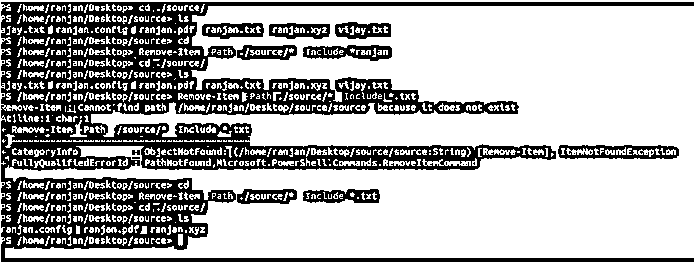 PS /home/ranjan/Desktop> cd ./source/
PS /home/ranjan/Desktop/source> ls
ajay.txt ranjan.config ranjan.pdf ranjan.txt ranjan.xyz vijay.txt
PS /home/ranjan/Desktop/source> cd
PS /home/ranjan/Desktop> Remove-Item -Path ./source/* -Include *ranjan
PS /home/ranjan/Desktop> cd ./source/
PS /home/ranjan/Desktop/source> ls
ajay.txt ranjan.config ranjan.pdf ranjan.txt ranjan.xyz vijay.txt
PS /home/ranjan/Desktop/source> Remove-Item -Path ./source/* -Include *.txt
Remove-Item : Cannot find path '/home/ranjan/Desktop/source/source' because it does not exist
At line:1 char:1
+ Remove-Item -Path ./source/* -Include *.txt
+ CategoryInfo : ObjectNotFound: (/home/ranjan/Desktop/source/source:String) [Remove-Item], ItemNotFoundException
+ FullyQualifiedErrorId : PathNotFound,Microsoft.PowerShell.Commands.RemoveItemCommand
PS /home/ranjan/Desktop/source> cd
PS /home/ranjan/Desktop> Remove-Item -Path ./source/* -Include *.txt
PS /home/ranjan/Desktop> cd ./source/
PS /home/ranjan/Desktop/source> ls
ranjan.config ranjan.pdf ranjan.xyz
PS /home/ranjan/Desktop/source>